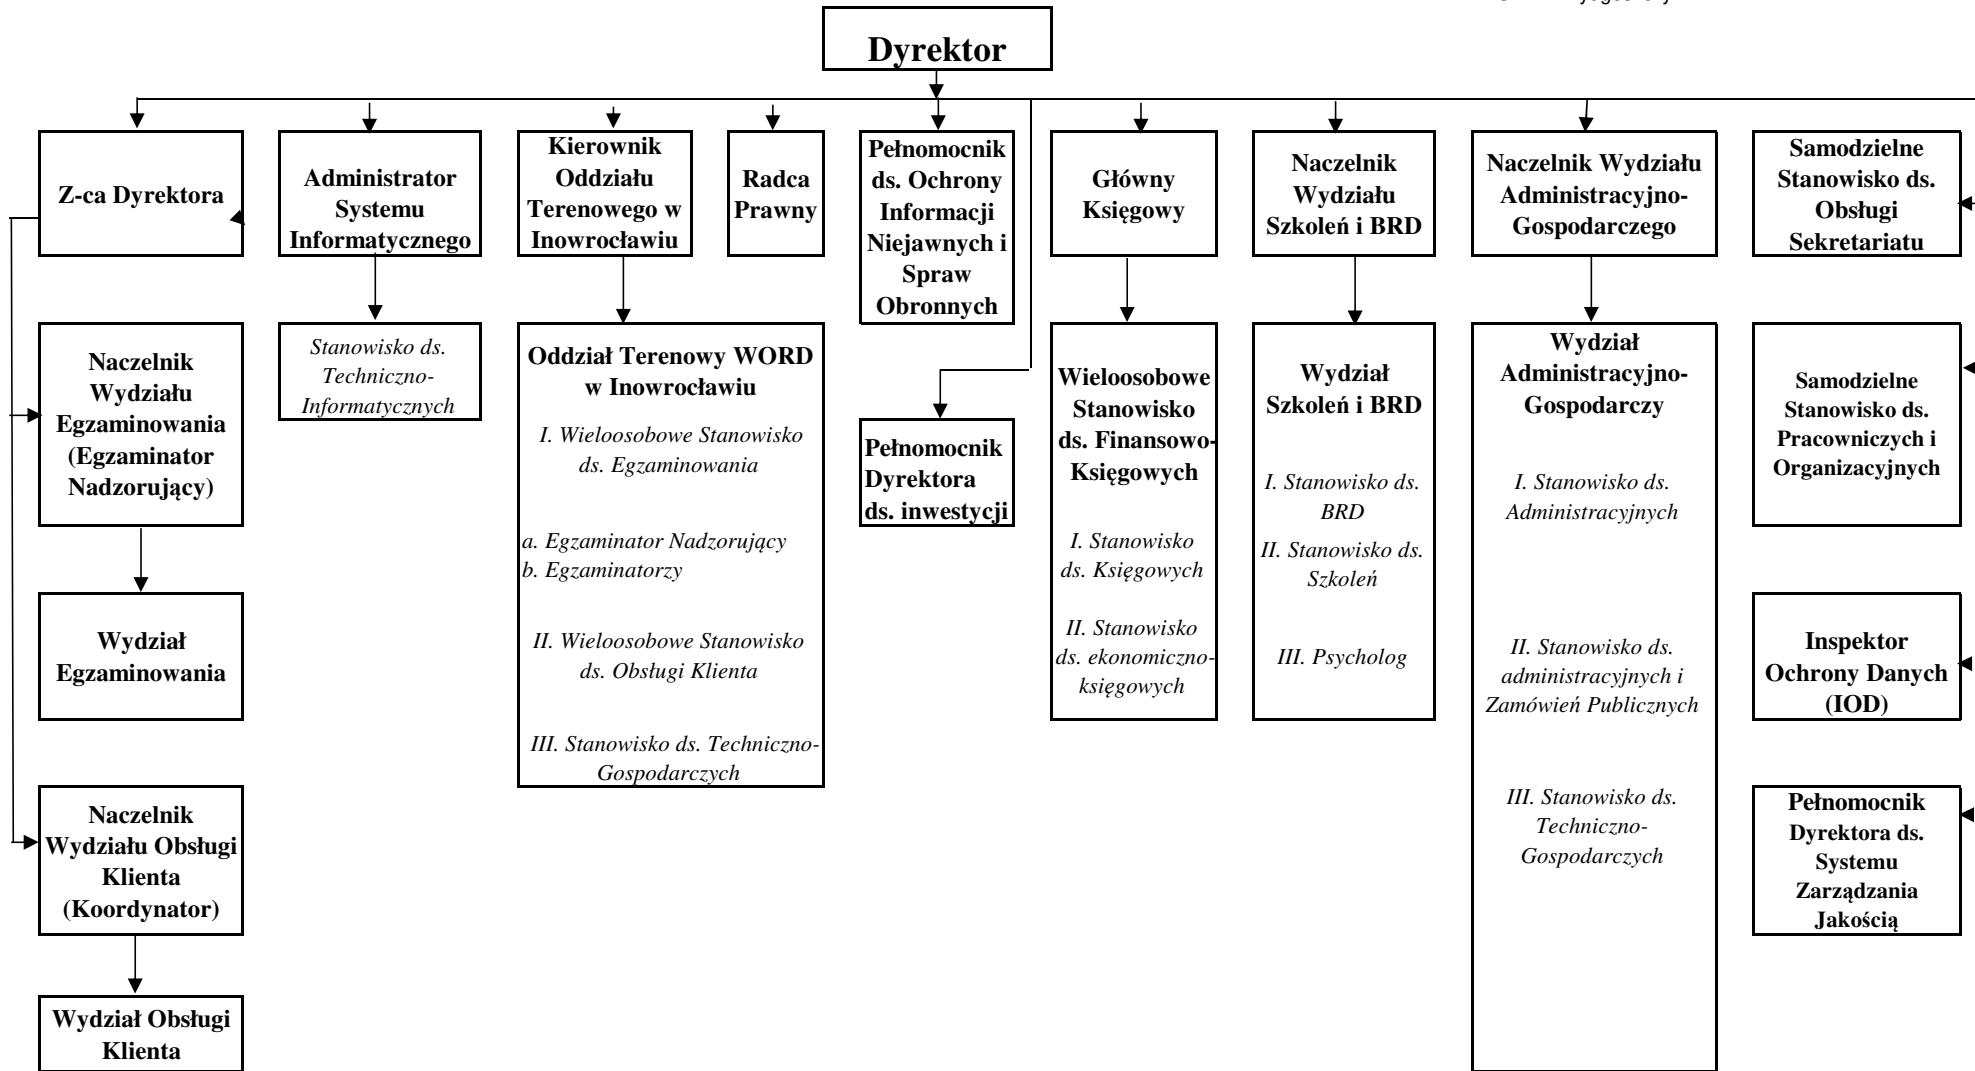 Dyrektor
Z-ca Dyrektora
Administrator
Systemu
Informatycznego
Kierownik
Oddziału
Terenowego w
Inowrocławiu
Radca
Prawny
Pełnomocnik
ds. Ochrony
Informacji
Niejawnych i
Spraw
Obronnych
Główny
Księgowy
Naczelnik
Wydziału
Szkoleń i BRD
Naczelnik Wydziału
Administracyjno-
Gospodarczego
Samodzielne
Stanowisko ds.
Obsługi
Sekretariatu
Naczelnik
Wydziału
Egzaminowania
(Egzaminator
Nadzorujący)
Stanowisko ds.
Techniczno-
Informatycznych
Oddział Terenowy WORD
w Inowrocławiu
I. Wieloosobowe Stanowisko
ds. Egzaminowania
a. Egzaminator Nadzorujący
b. Egzaminatorzy
II. Wieloosobowe Stanowisko
ds. Obsługi Klienta
III. Stanowisko ds. Techniczno-
Gospodarczych
Pełnomocnik
Dyrektora
ds. inwestycji
Wieloosobowe
Stanowisko
ds. Finansowo-
Księgowych
I. Stanowisko
ds. Księgowych
II. Stanowisko
ds. ekonomiczno-
księgowych
Wydział
Szkoleń i BRD
I. Stanowisko ds.
BRD
II. Stanowisko ds.
Szkoleń
III. Psycholog
Wydział
Administracyjno-
Gospodarczy
I. Stanowisko ds.
Administracyjnych
II. Stanowisko ds.
administracyjnych i
Zamówień Publicznych
III. Stanowisko ds.
Techniczno-
Gospodarczych
Samodzielne
Stanowisko ds.
Pracowniczych i
Organizacyjnych
Wydział
Egzaminowania
Inspektor
Ochrony Danych
(IOD)
Naczelnik
Wydziału Obsługi
Klienta
(Koordynator)
Pełnomocnik
Dyrektora ds.
Systemu
Zarządzania
Jakością
Wydział Obsługi
Klienta